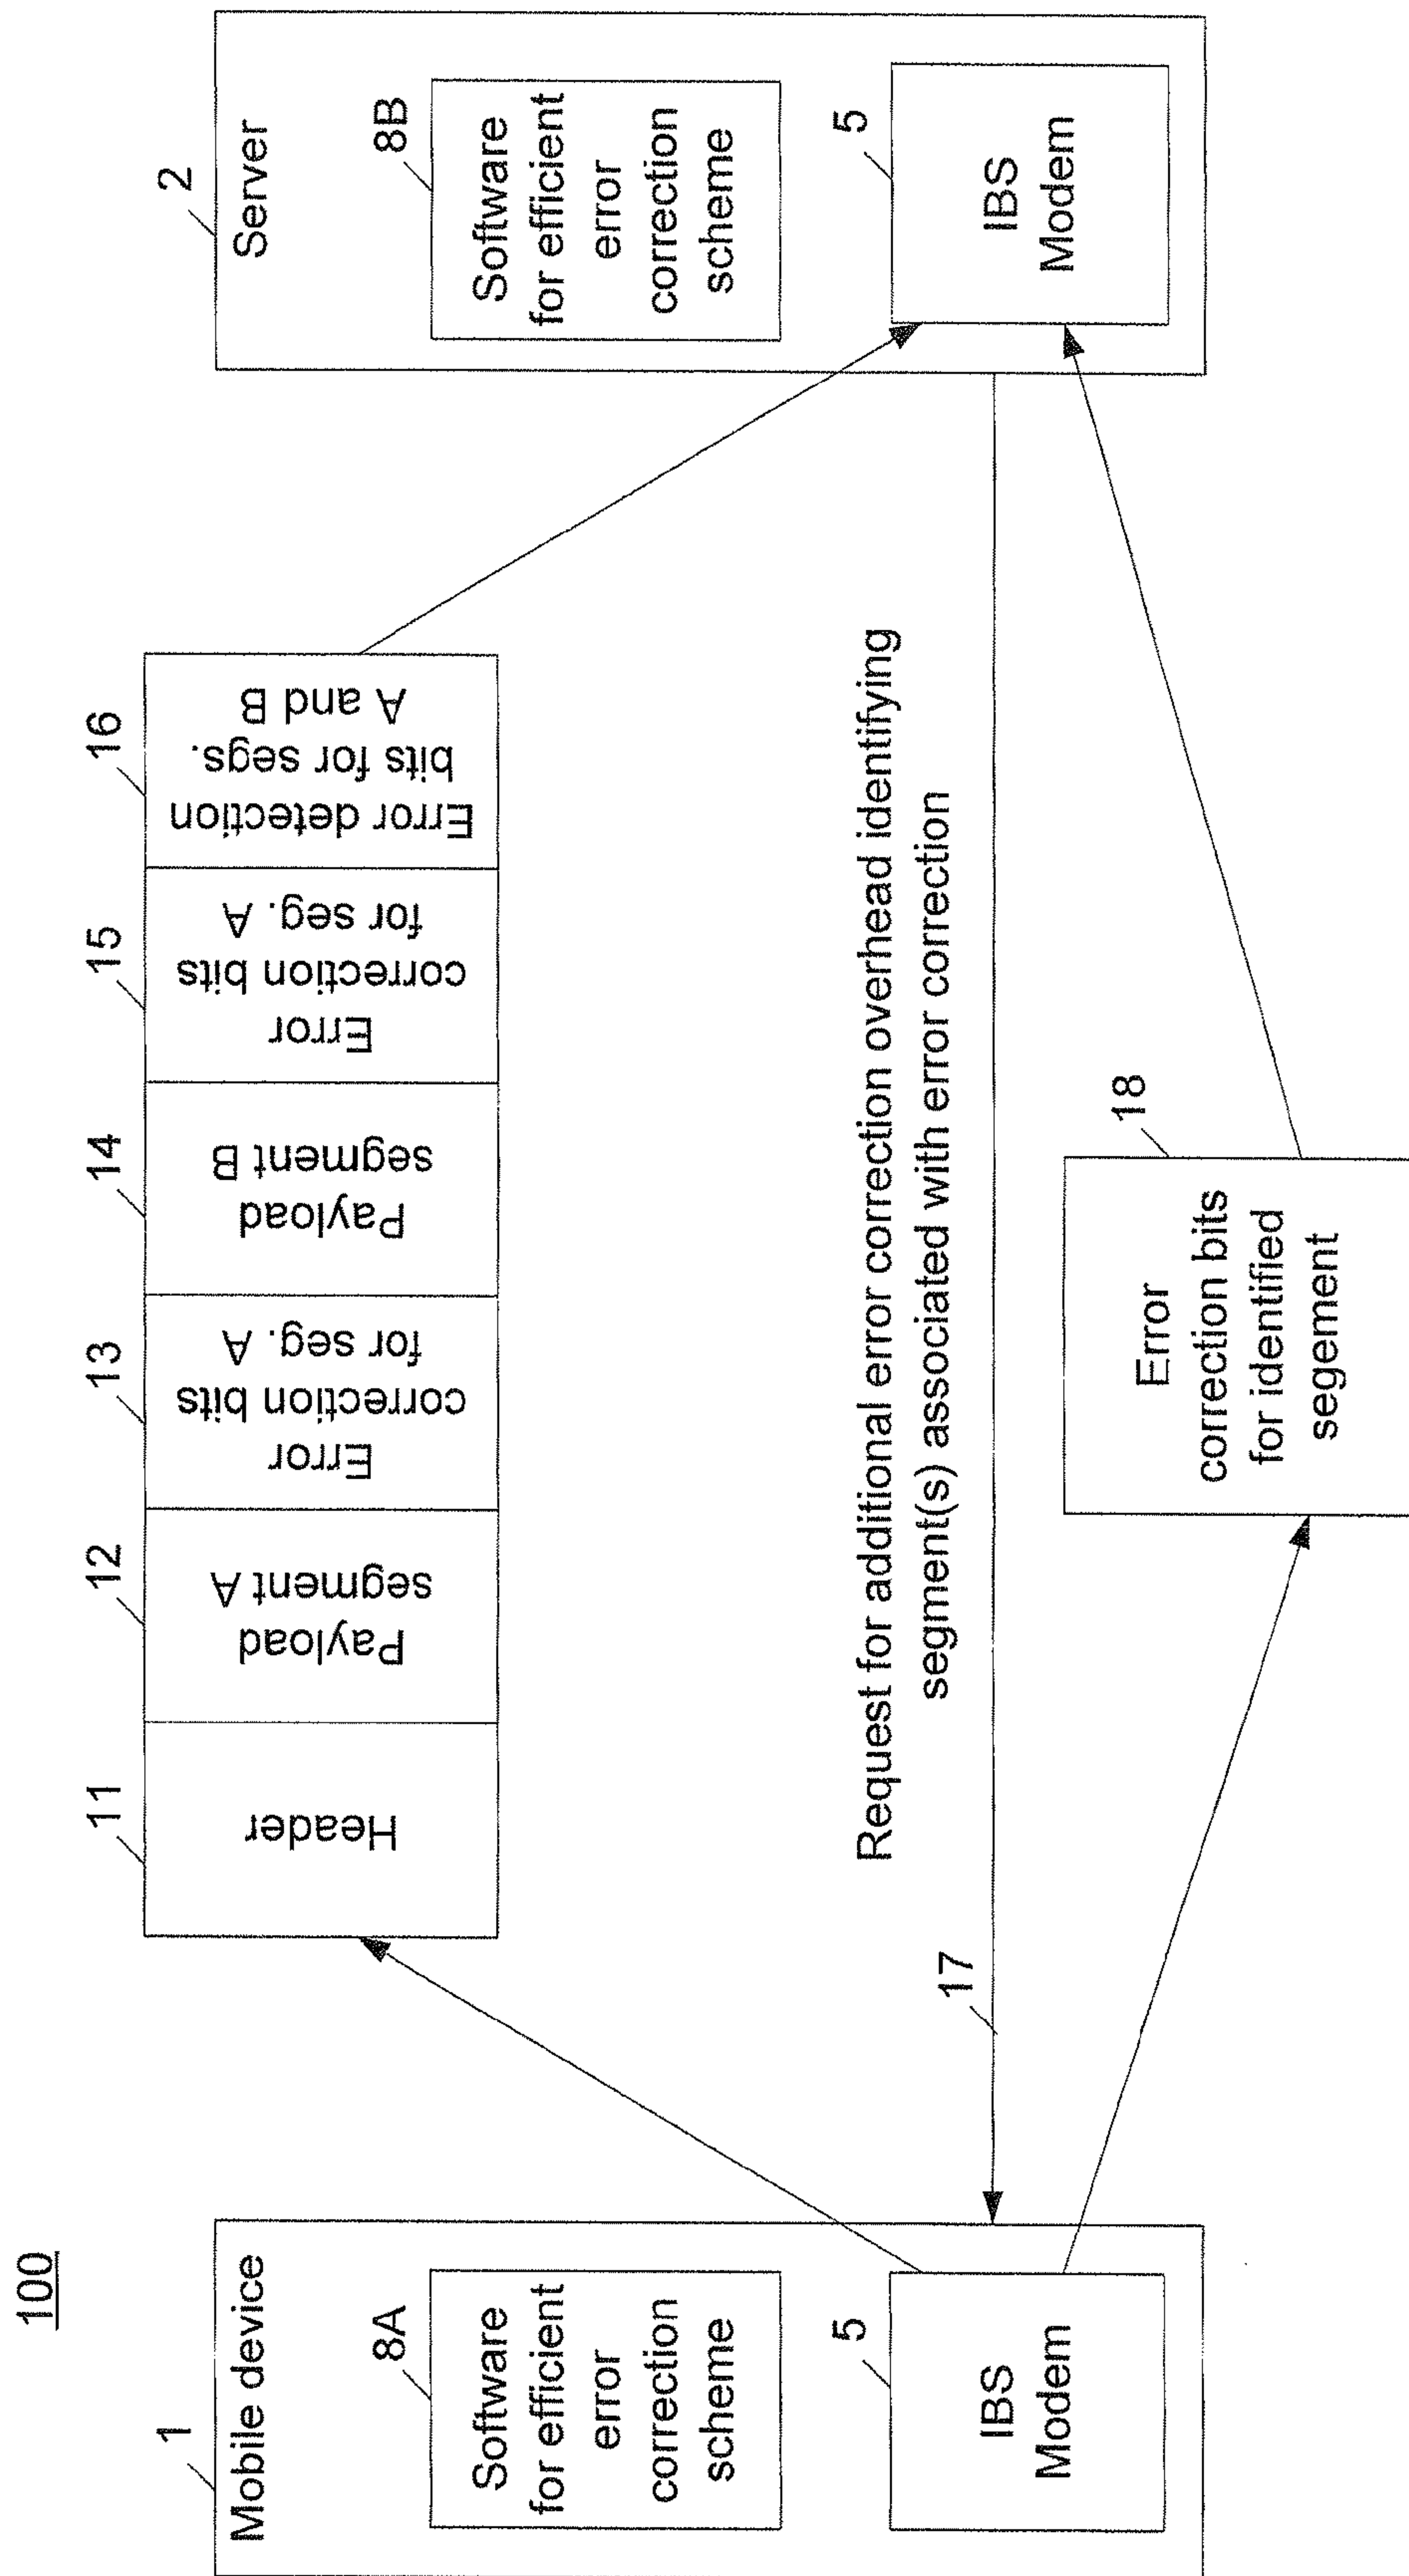 100
1
Mobile device
8A
Software
for efficient
error
correction
scheme
5
IBS
Modem
11
Header
12
Payload
segment A
13
Error
correction bits
for seg. A
14
Payload
segment B
15
Error
correction bits
for seg. A
16
Error detection
bits for segs.
A and B
17
Request for additional error correction overhead identifying
segment(s) associated with error correction
18
Error
correction bits
for identified
segement
2
Server
8B
Software
for efficient
error
correction
scheme
5
IBS
Modem